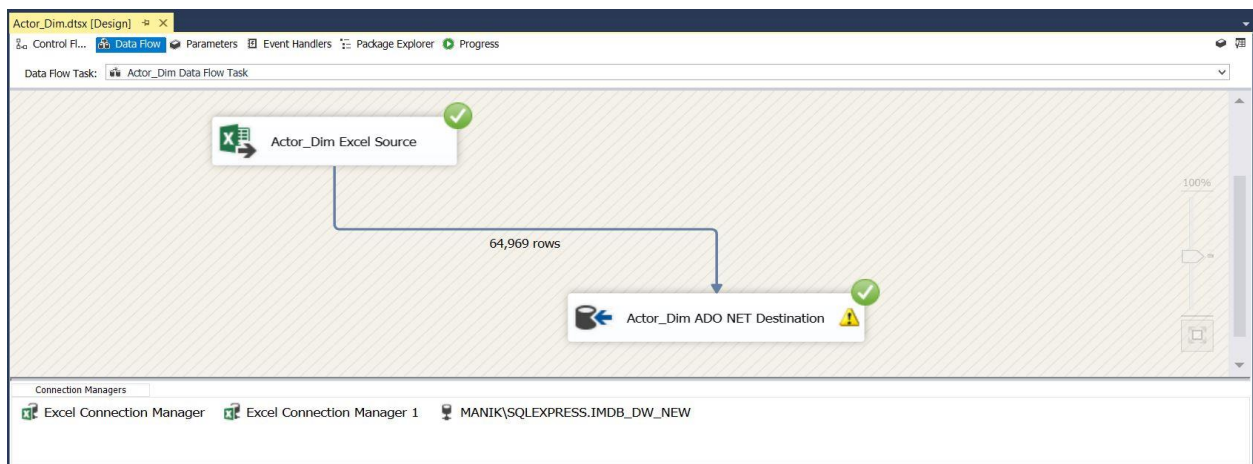 Actor_Dim.dtsx [Design]
Control Fl... Data Flow Parameters Event Handlers Package Explorer Progress
Data Flow Task: Actor_Dim Data Flow Task
Actor_Dim Excel Source
100%
64,969 rows
Actor_Dim ADO NET Destination
Connection Managers
Excel Connection Manager Excel Connection Manager 1 MANIK\SQLEXPRESS.IMDB_DW_NEW